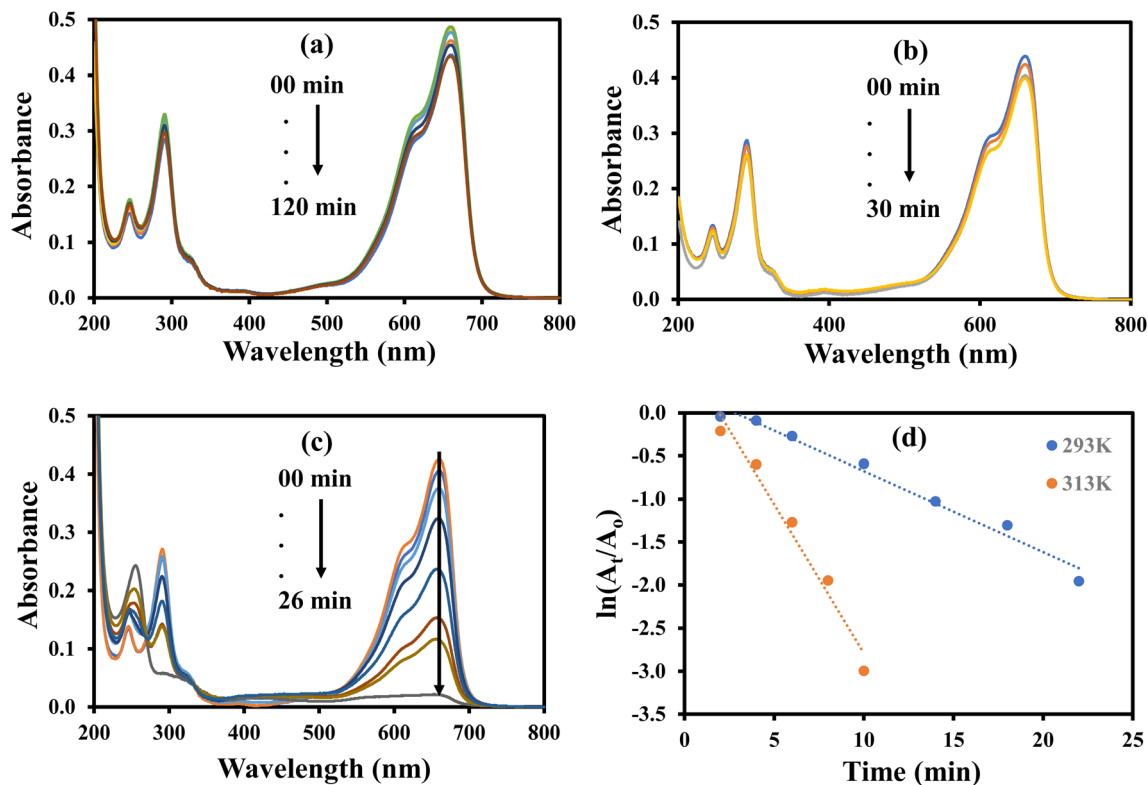 (a)
00 min
.
.
.
120 min
Absorbance
0.5
0.4
0.3
0.2
0.1
0.0
200 300 400 500 600 700 800
Wavelength (nm)
(b)
00 min
.
.
.
30 min
Absorbance
0.5
0.4
0.3
0.2
0.1
0.0
200 400 600 800
Wavelength (nm)
(c)
00 min
.
.
.
26 min
Absorbance
0.5
0.4
0.3
0.2
0.1
0.0
200 300 400 500 600 700 800
Wavelength (nm)
(d)
293K
313K
ln(At/Ao)
0.0
-0.5
-1.0
-1.5
-2.0
-2.5
-3.0
-3.5
0 5 10 15 20 25
Time (min)